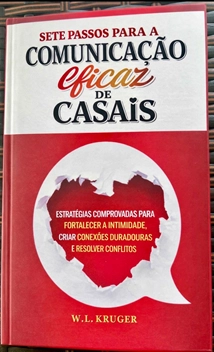 SETE PASSOS PARA A
COMUNICAÇÃO
eficaz DE
CASAIS
ESTRATÉGIAS COMPROVADAS PARA
FORTALECER A INTIMIDADE,
CRIAR CONEXÕES DURADOURAS
E RESOLVER CONFLITOS
W.L. KRUGER